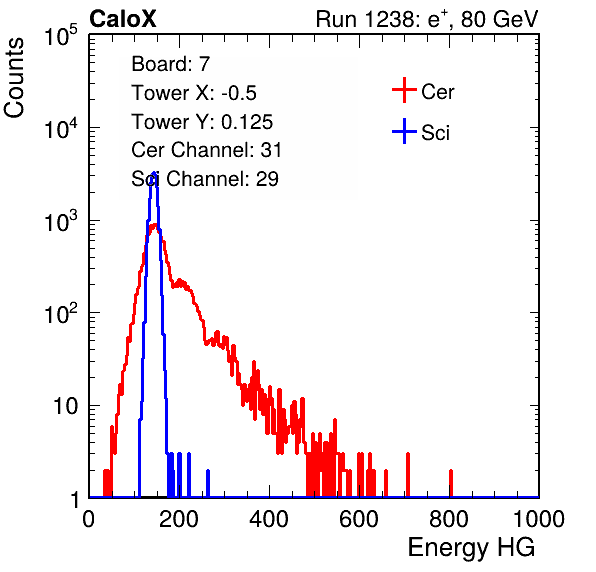 CaloX Run 1238: e⁺, 80 GeV
Counts
Board: 7
Tower X: -0.5
Tower Y: 0.125
Cer Channel: 31
Sci Channel: 29
Cer
Sci
10⁵
10⁴
10³
10²
10
1
0 200 400 600 800 1000
Energy HG